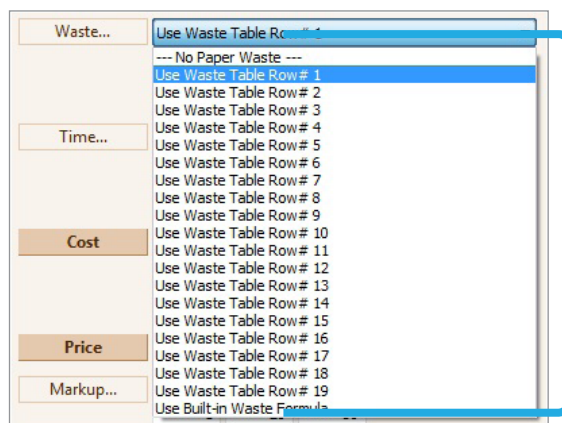 Waste...
Use Waste Table Row# 1
--- No Paper Waste ---
Use Waste Table Row# 1
Use Waste Table Row# 2
Use Waste Table Row# 3
Use Waste Table Row# 4
Time...
Use Waste Table Row# 5
Use Waste Table Row# 6
Use Waste Table Row# 7
Use Waste Table Row# 8
Use Waste Table Row# 9
Use Waste Table Row# 10
Cost
Use Waste Table Row# 11
Use Waste Table Row# 12
Use Waste Table Row# 13
Use Waste Table Row# 14
Use Waste Table Row# 15
Use Waste Table Row# 16
Price
Use Waste Table Row# 17
Use Waste Table Row# 18
Markup...
Use Waste Table Row# 19
Use Built-in Waste Formula